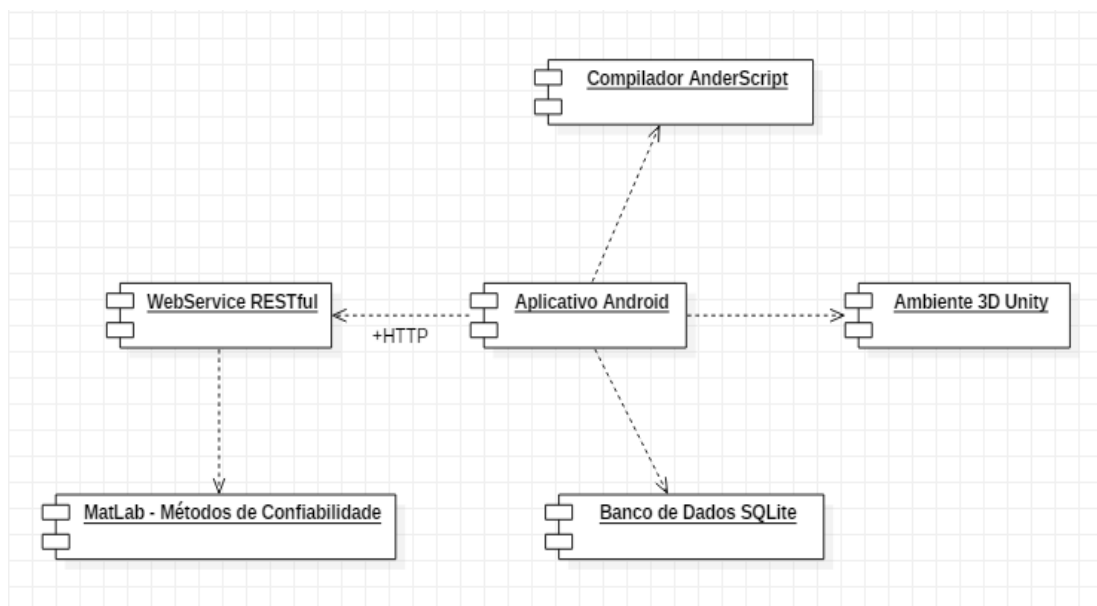 Compilador AnderScript
WebService RESTful
Aplicativo Android
Ambiente 3D Unity
+HTTP
MatLab - Métodos de Confiabilidade
Banco de Dados SQLite